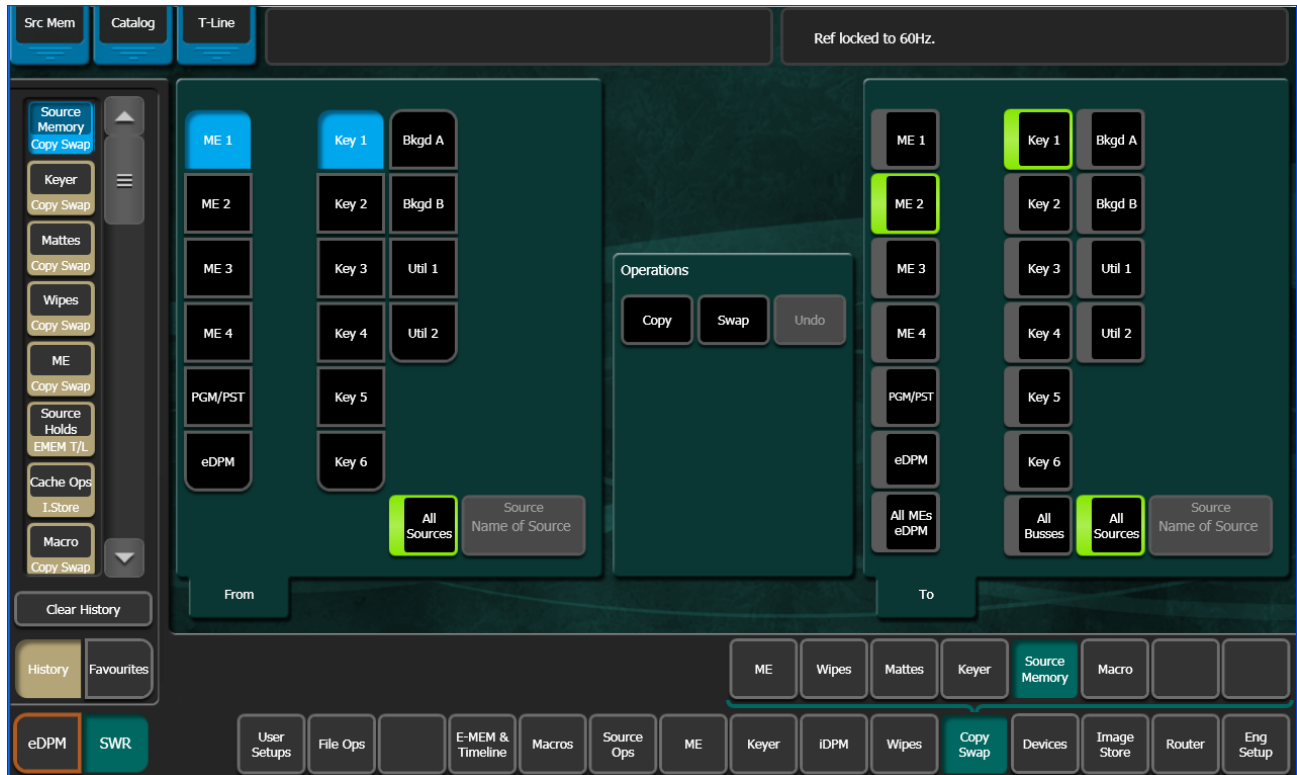 Src Mem
Catalog
T-Line
Ref locked to 60Hz.
Source
Memory
Copy Swap
Keyer
Copy Swap
Mattes
Copy Swap
Wipes
Copy Swap
ME
Copy Swap
Source
Holds
EMEM T/L
Cache Ops
I.Store
Macro
Copy Swap
Clear History
History
Favourites
ME 1
Key 1
Bkgd A
ME 2
Key 2
Bkgd B
ME 3
Key 3
Util 1
ME 4
Key 4
Util 2
PGM/PST
Key 5
eDPM
Key 6
All
Sources
Source
Name of Source
From
Operations
Copy
Swap
Undo
ME 1
Key 1
Bkgd A
ME 2
Key 2
Bkgd B
ME 3
Key 3
Util 1
ME 4
Key 4
Util 2
PGM/PST
Key 5
eDPM
Key 6
All MEs
eDPM
All
Busses
All
Sources
Source
Name of Source
To
ME
Wipes
Mattes
Keyer
Source
Memory
Macro
eDPM
SWR
User
Setups
File Ops
E-MEM &
Timeline
Macros
Source
Ops
ME
Keyer
iDPM
Wipes
Copy
Swap
Devices
Image
Store
Router
Eng
Setup